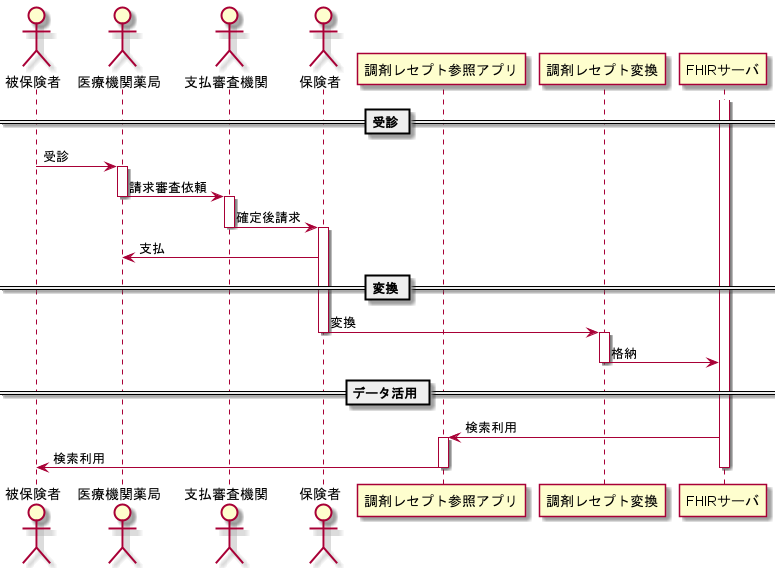 被保険者
医療機関薬局
支払審査機関
保険者
調剤レセプト参照アプリ
調剤レセプト変換
FHIRサーバ
受診
受診
請求審査依頼
確定後請求
支払
変換
変換
格納
データ活用
検索利用
検索利用
被保険者
医療機関薬局
支払審査機関
保険者
調剤レセプト参照アプリ
調剤レセプト変換
FHIRサーバ